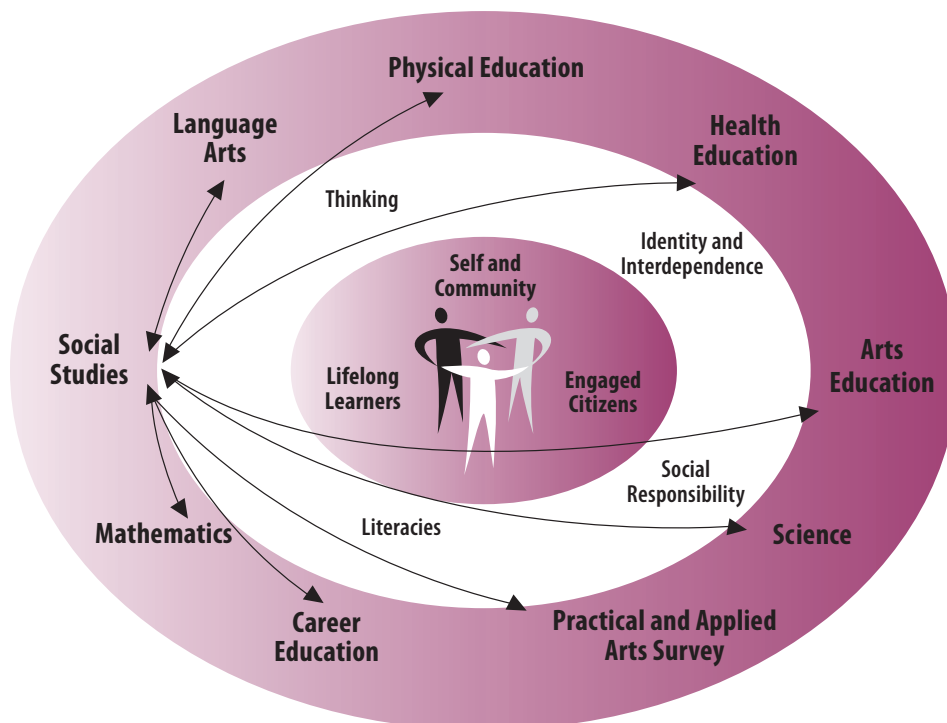 Physical Education
Language
Arts
Health
Education
Thinking
Identity and
Interdependence
Self and
Community
Social
Studies
Lifelong
Learners
Engaged
Citizens
Arts
Education
Social
Responsibility
Mathematics
Literacies
Science
Career
Education
Practical and Applied
Arts Survey